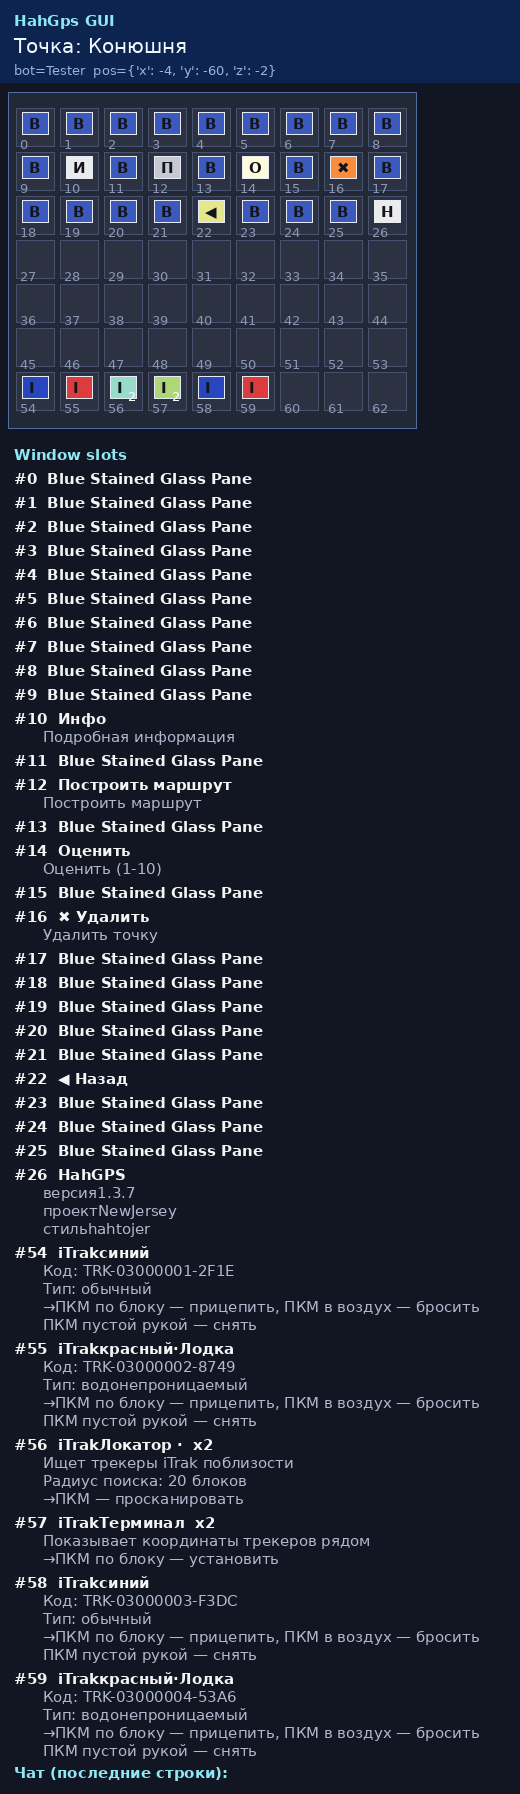 HahGps GUI
Точка: Конюшня
bot=Tester  pos={'x': -4, 'y': -60, 'z': -2}
В В В В В В В В В
0 1 2 3 4 5 6 7 8
В И В П В О В ✖ В
9 10 11 12 13 14 15 16 17
В В В В ◀ В В В Н
18 19 20 21 22 23 24 25 26
27 28 29 30 31 32 33 34 35
36 37 38 39 40 41 42 43 44
45 46 47 48 49 50 51 52 53
I I I 2 I 2 I I
54 55 56 57 58 59 60 61 62
Window slots
#0  Blue Stained Glass Pane
#1  Blue Stained Glass Pane
#2  Blue Stained Glass Pane
#3  Blue Stained Glass Pane
#4  Blue Stained Glass Pane
#5  Blue Stained Glass Pane
#6  Blue Stained Glass Pane
#7  Blue Stained Glass Pane
#8  Blue Stained Glass Pane
#9  Blue Stained Glass Pane
#10  Инфо
Подробная информация
#11  Blue Stained Glass Pane
#12  Построить маршрут
Построить маршрут
#13  Blue Stained Glass Pane
#14  Оценить
Оценить (1-10)
#15  Blue Stained Glass Pane
#16  ✖ Удалить
Удалить точку
#17  Blue Stained Glass Pane
#18  Blue Stained Glass Pane
#19  Blue Stained Glass Pane
#20  Blue Stained Glass Pane
#21  Blue Stained Glass Pane
#22  ◀ Назад
#23  Blue Stained Glass Pane
#24  Blue Stained Glass Pane
#25  Blue Stained Glass Pane
#26  HahGPS
версия1.3.7
проектNewJersey
стильhahtojer
#54  iTrakсиний
Код: TRK-03000001-2F1E
Тип: обычный
→ПКМ по блоку — прицепить, ПКМ в воздух — бросить
ПКМ пустой рукой — снять
#55  iTrakкрасный·Лодка
Код: TRK-03000002-8749
Тип: водонепроницаемый
→ПКМ по блоку — прицепить, ПКМ в воздух — бросить
ПКМ пустой рукой — снять
#56  iTrakЛокатор ·  x2
Ищет трекеры iTrak поблизости
Радиус поиска: 20 блоков
→ПКМ — просканировать
#57  iTrakТерминал  x2
Показывает координаты трекеров рядом
→ПКМ по блоку — установить
#58  iTrakсиний
Код: TRK-03000003-F3DC
Тип: обычный
→ПКМ по блоку — прицепить, ПКМ в воздух — бросить
ПКМ пустой рукой — снять
#59  iTrakкрасный·Лодка
Код: TRK-03000004-53A6
Тип: водонепроницаемый
→ПКМ по блоку — прицепить, ПКМ в воздух — бросить
ПКМ пустой рукой — снять
Чат (последние строки):